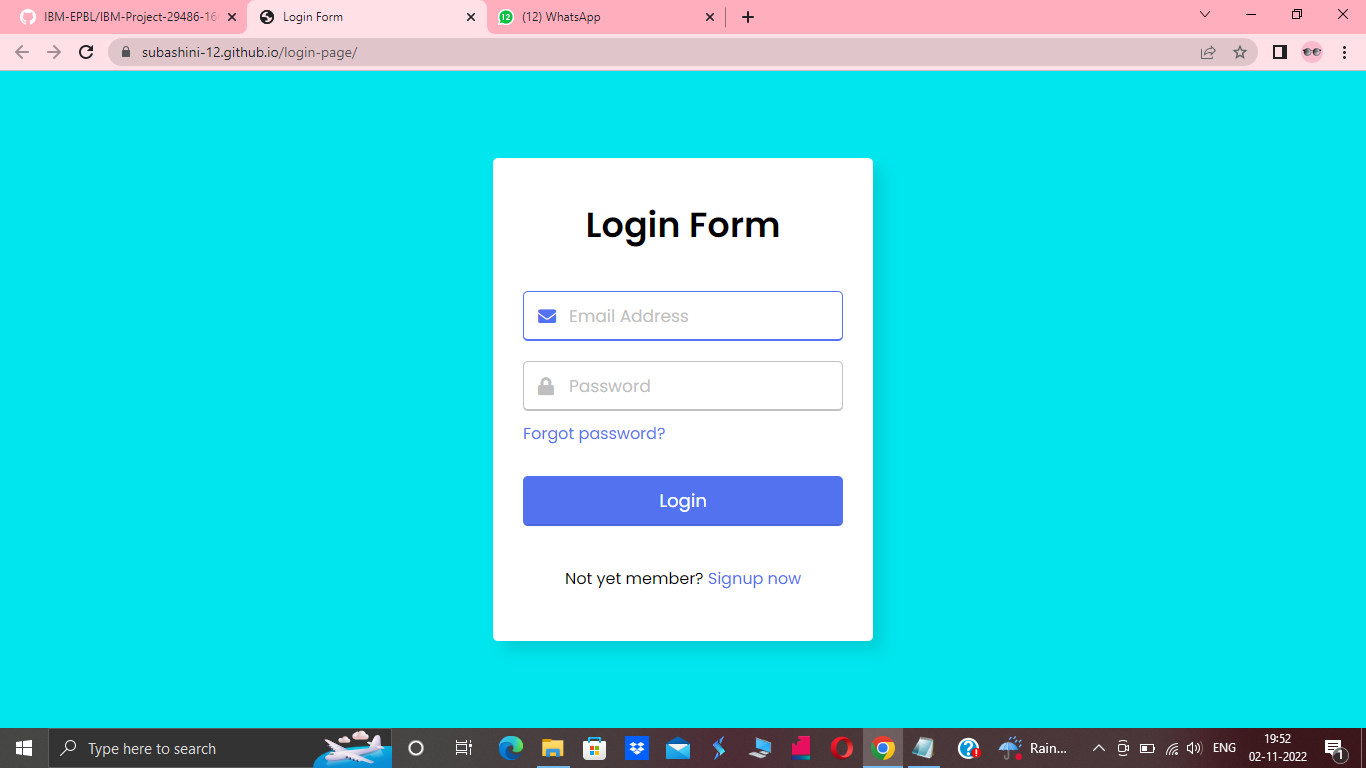 IBM-EPBL/IBM-Project-29486-16
Login Form
12
(12) WhatsApp
subashini-12.github.io/login-page/
Login Form
Email Address
Password
Forgot password?
Login
Not yet member? Signup now
Type here to search
Rain...
ENG
19:52
02-11-2022
1